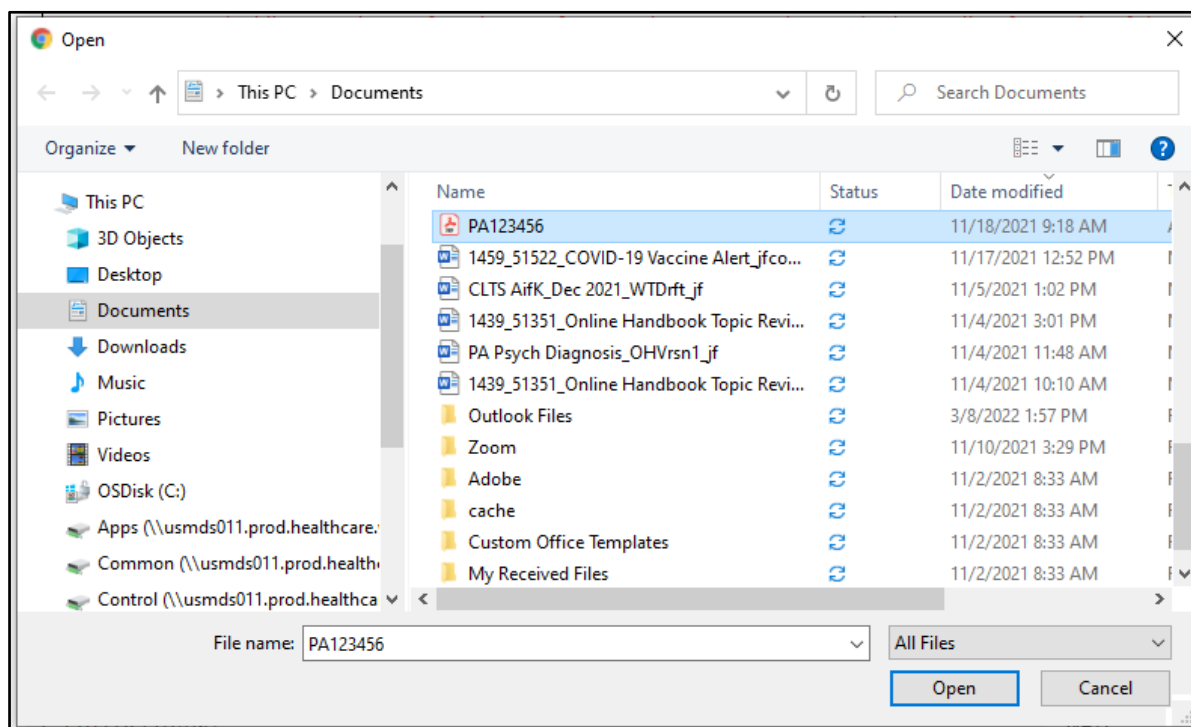 Open
This PC > Documents
Search Documents
Organize
New folder
Name Status Date modified
This PC
3D Objects
Desktop
Documents
Downloads
Music
Pictures
Videos
OSDisk (C:)
Apps (\\usmds011.prod.healthcare.
Common (\\usmds011.prod.health
Control (\\usmds011.prod.healthca
PA123456 11/18/2021 9:18 AM
1459_51522_COVID-19 Vaccine Alert_jfco... 11/17/2021 12:52 PM
CLTS AifK_Dec 2021_WTDrft_jf 11/5/2021 1:02 PM
1439_51351_Online Handbook Topic Revi... 11/4/2021 3:01 PM
PA Psych Diagnosis_OHVrsn1_jf 11/4/2021 11:48 AM
1439_51351_Online Handbook Topic Revi... 11/4/2021 10:10 AM
Outlook Files 3/8/2022 1:57 PM
Zoom 11/10/2021 3:29 PM
Adobe 11/2/2021 8:33 AM
cache 11/2/2021 8:33 AM
Custom Office Templates 11/2/2021 8:33 AM
My Received Files 11/2/2021 8:33 AM
File name: PA123456
All Files
Open
Cancel